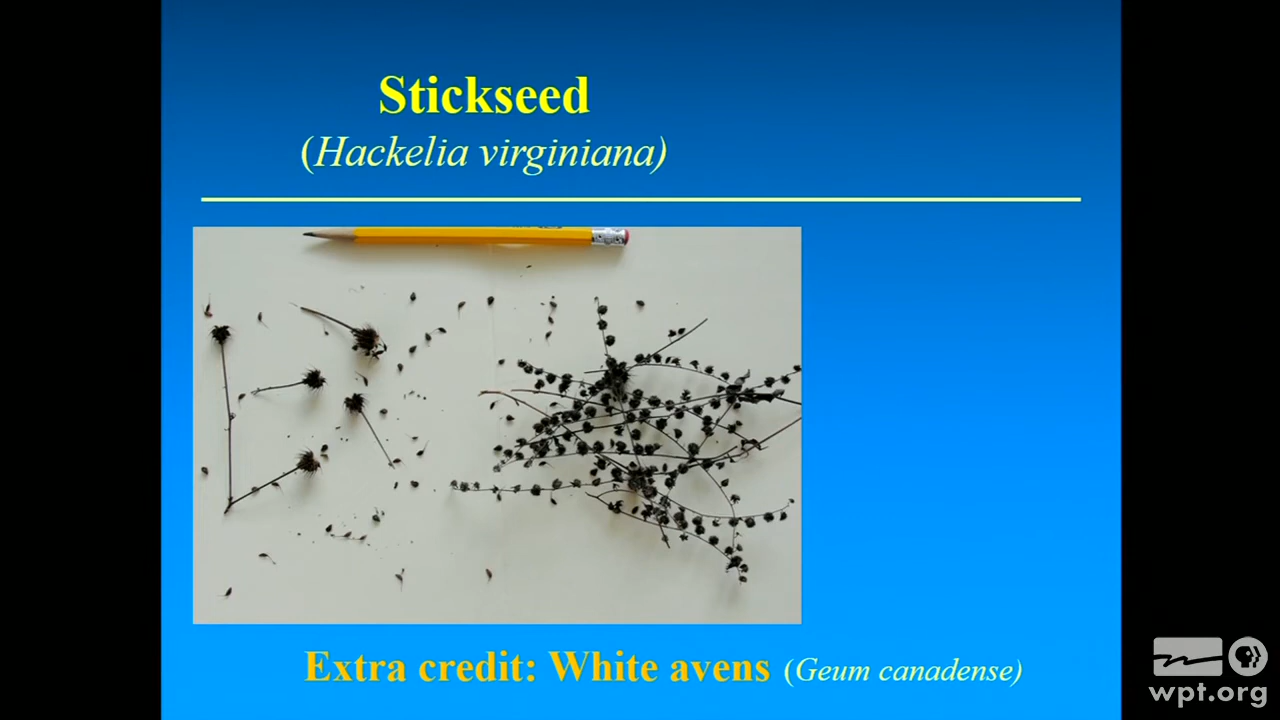 Stickseed
(Hackelia virginiana)
Extra credit: White avens (Geum canadense)
wpt.org